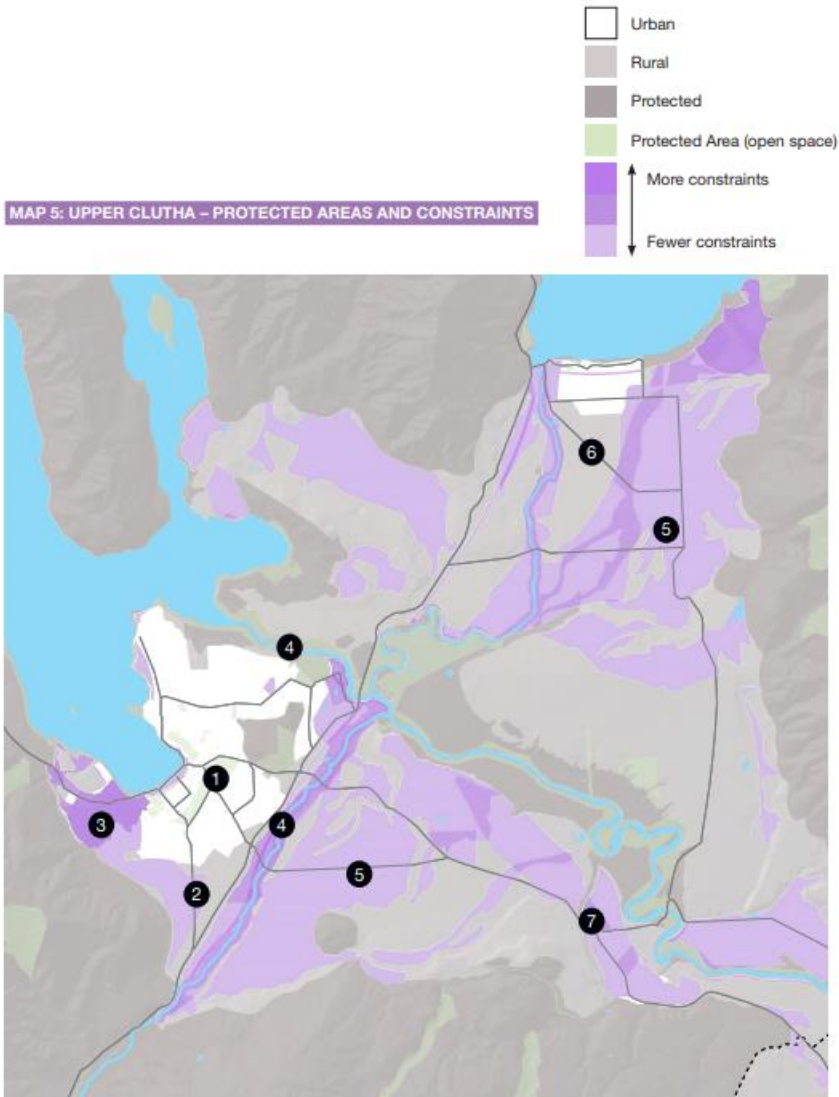 Urban
Rural
Protected
Protected Area (open space)
More constraints
Fewer constraints
MAP 5: UPPER CLUTHA – PROTECTED AREAS AND CONSTRAINTS
6
5
4
1
3
4
5
2
7